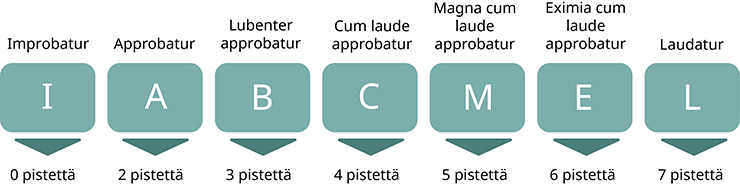 Improbatur
Approbatur
Lubenter
approbatur
Cum laude
approbatur
Magna cum
laude
approbatur
Eximia cum
laude
approbatur
Laudatur
I
A
B
C
M
E
L
0 pistettä
2 pistettä
3 pistettä
4 pistettä
5 pistettä
6 pistettä
7 pistettä